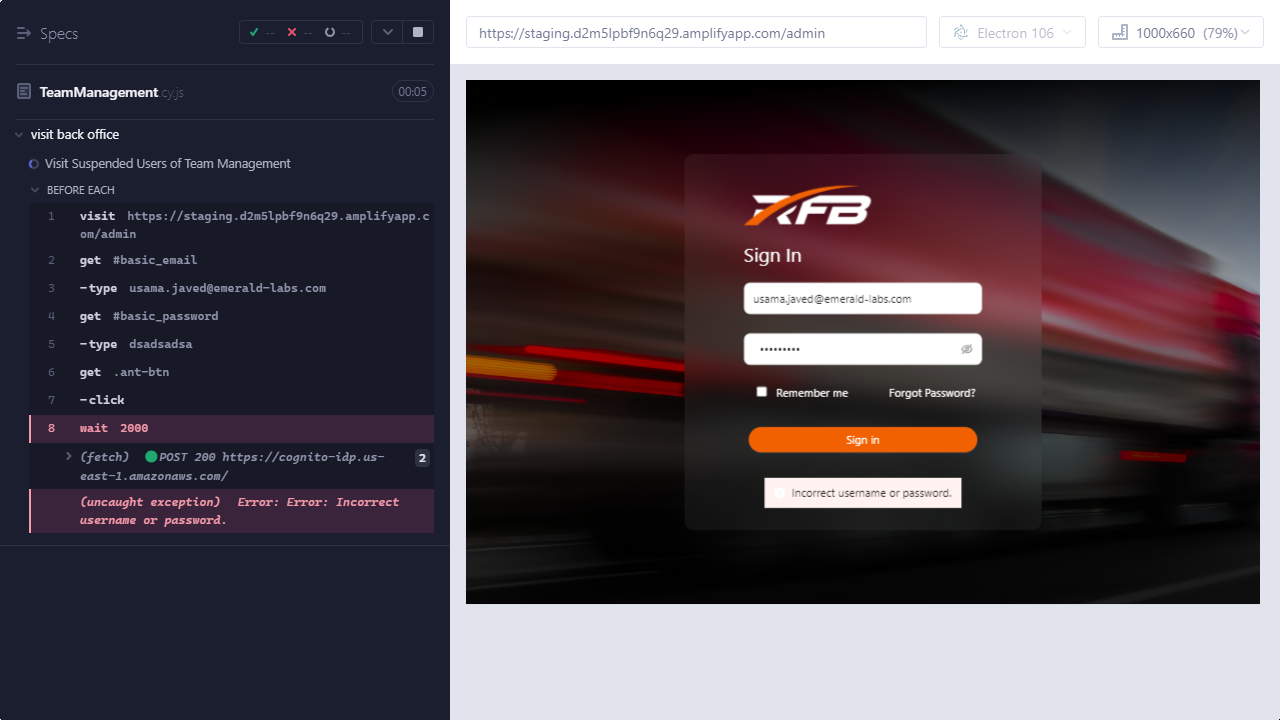 Specs
-- -- --
TeamManagement.cy.js
00:05
visit back office
Visit Suspended Users of Team Management
BEFORE EACH
1 visit https://staging.d2m5lpbf9n6q29.amplifyapp.c
om/admin
2 get #basic_email
3 -type usama.javed@emerald-labs.com
4 get #basic_password
5 -type dsadsadsa
6 get .ant-btn
7 -click
8 wait 2000
(fetch) POST 200 https://cognito-idp.us-
east-1.amazonaws.com/
2
(uncaught exception) Error: Error: Incorrect
username or password.
https://staging.d2m5lpbf9n6q29.amplifyapp.com/admin
Electron 106
1000x660 (79%)
RFB
Sign In
usama.javed@emerald-labs.com
•••••••••
Remember me
Forgot Password?
Sign in
Incorrect username or password.